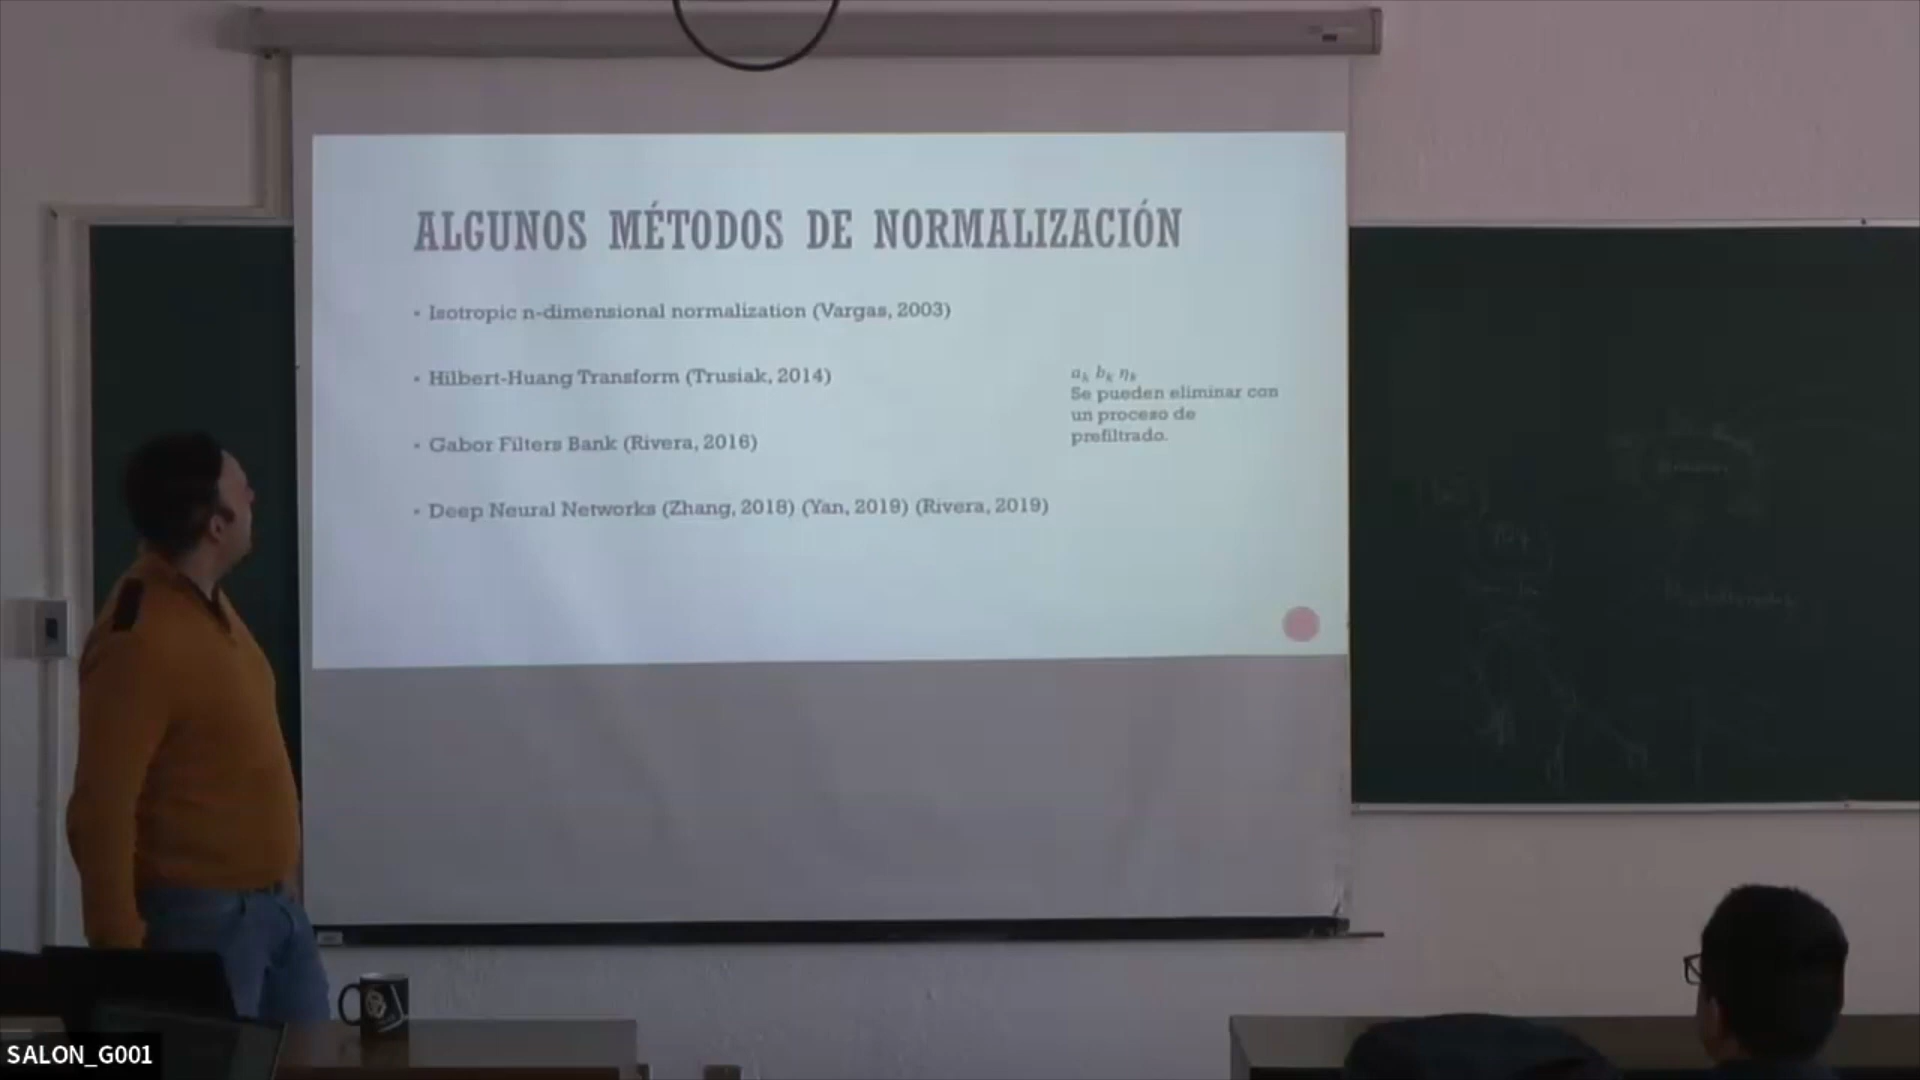 ALGUNOS MÉTODOS DE NORMALIZACIÓN
• Isotropic n-dimensional normalization (Vargas, 2003)
• Hilbert-Huang Transform (Trusiak, 2014)
• Gabor Filters Bank (Rivera, 2016)
• Deep Neural Networks (Zhang, 2018) (Yan, 2019) (Rivera, 2019)
aₖ bₖ ηₖ
Se pueden eliminar con
un proceso de
prefiltrado.
SALON_G001